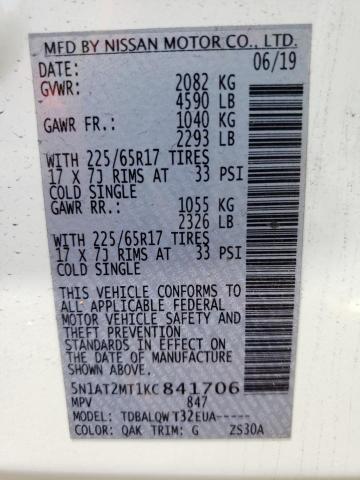 MFD BY NISSAN MOTOR CO., LTD.
DATE: 06/19
GVWR: 2082 KG
4590 LB
GAWR FR.: 1040 KG
2293 LB
WITH 225/65R17 TIRES
17 X 7J RIMS AT 33 PSI
COLD SINGLE
GAWR RR.: 1055 KG
2326 LB
WITH 225/65R17 TIRES
17 X 7J RIMS AT 33 PSI
COLD SINGLE
THIS VEHICLE CONFORMS TO
ALL APPLICABLE FEDERAL
MOTOR VEHICLE SAFETY AND
THEFT PREVENTION
STANDARDS IN EFFECT ON
THE DATE OF MANUFACTURE
SHOWN ABOVE.
5N1AT2MT1KC841706
MPV 847
MODEL: TDBALQWT32EUA-----
COLOR: QAK TRIM: G ZS30A